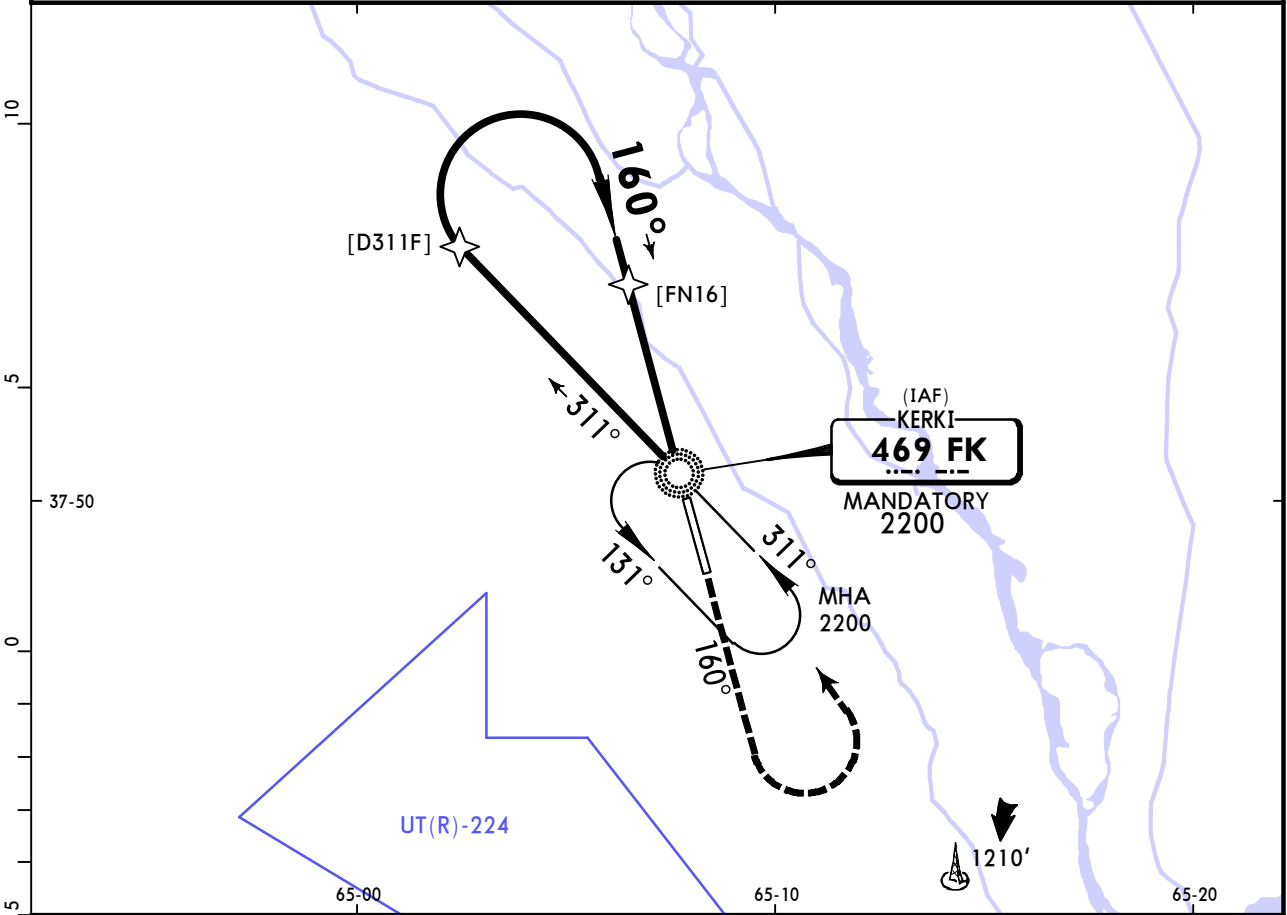 10
160°
[D311F]
[FN16]
5
311°
(IAF)
KERKI
469 FK
MANDATORY
2200
37-50
131°
311°
MHA
2200
0
160°
UT(R)-224
1210'
5
65-00
65-10
65-20